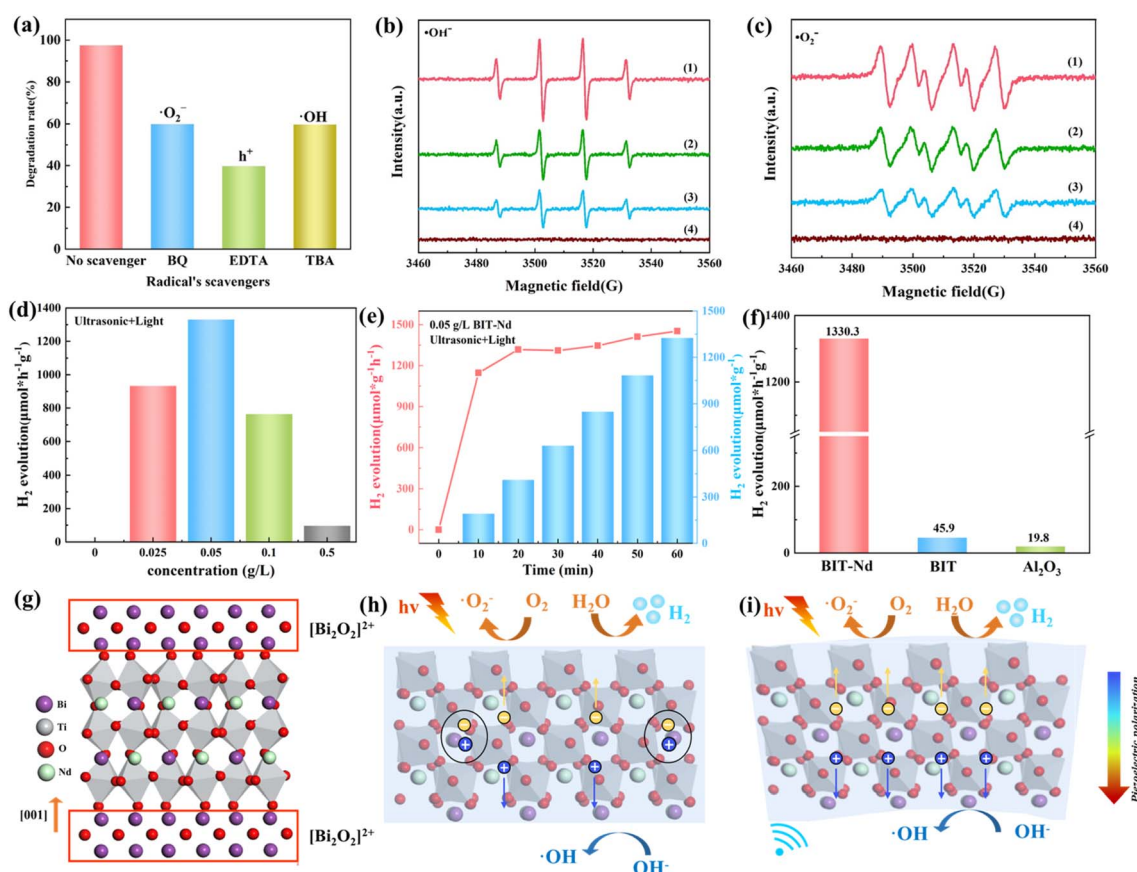 (a)
Degradation rate(%)
100
80
60
40
20
0
·O₂⁻
h⁺
·OH
No scavenger BQ EDTA TBA
Radical's scavengers
(b)
•OH⁻
Intensity(a.u.)
(1)
(2)
(3)
(4)
3460 3480 3500 3520 3540 3560
Magnetic field(G)
(c)
•O₂⁻
Intensity(a.u.)
(1)
(2)
(3)
(4)
3460 3480 3500 3520 3540 3560
Magnetic field(G)
(d)
Ultrasonic+Light
H₂ evolution(μmol*h⁻¹g⁻¹)
1400
1200
1000
800
600
400
200
0
0 0.025 0.05 0.1 0.5
concentration (g/L)
(e)
0.05 g/L BIT-Nd
Ultrasonic+Light
H₂ evolution(μmol*g⁻¹h⁻¹)
1500
1200
900
600
300
0
0 10 20 30 40 50 60
Time (min)
1500
1200
900
600
300
0
H₂ evolution(μmol*g⁻¹)
(f)
H₂ evolution(μmol*h⁻¹g⁻¹)
1400
1200
200
0
1330.3
45.9
19.8
BIT-Nd BIT Al₂O₃
(g)
[Bi₂O₂]²⁺
Bi
Ti
O
Nd
[001]
[Bi₂O₂]²⁺
(h)
hv
·O₂⁻ O₂ H₂O H₂
·OH OH⁻
(i)
hv
·O₂⁻ O₂ H₂O H₂
·OH OH⁻
Piezoelectric polarization